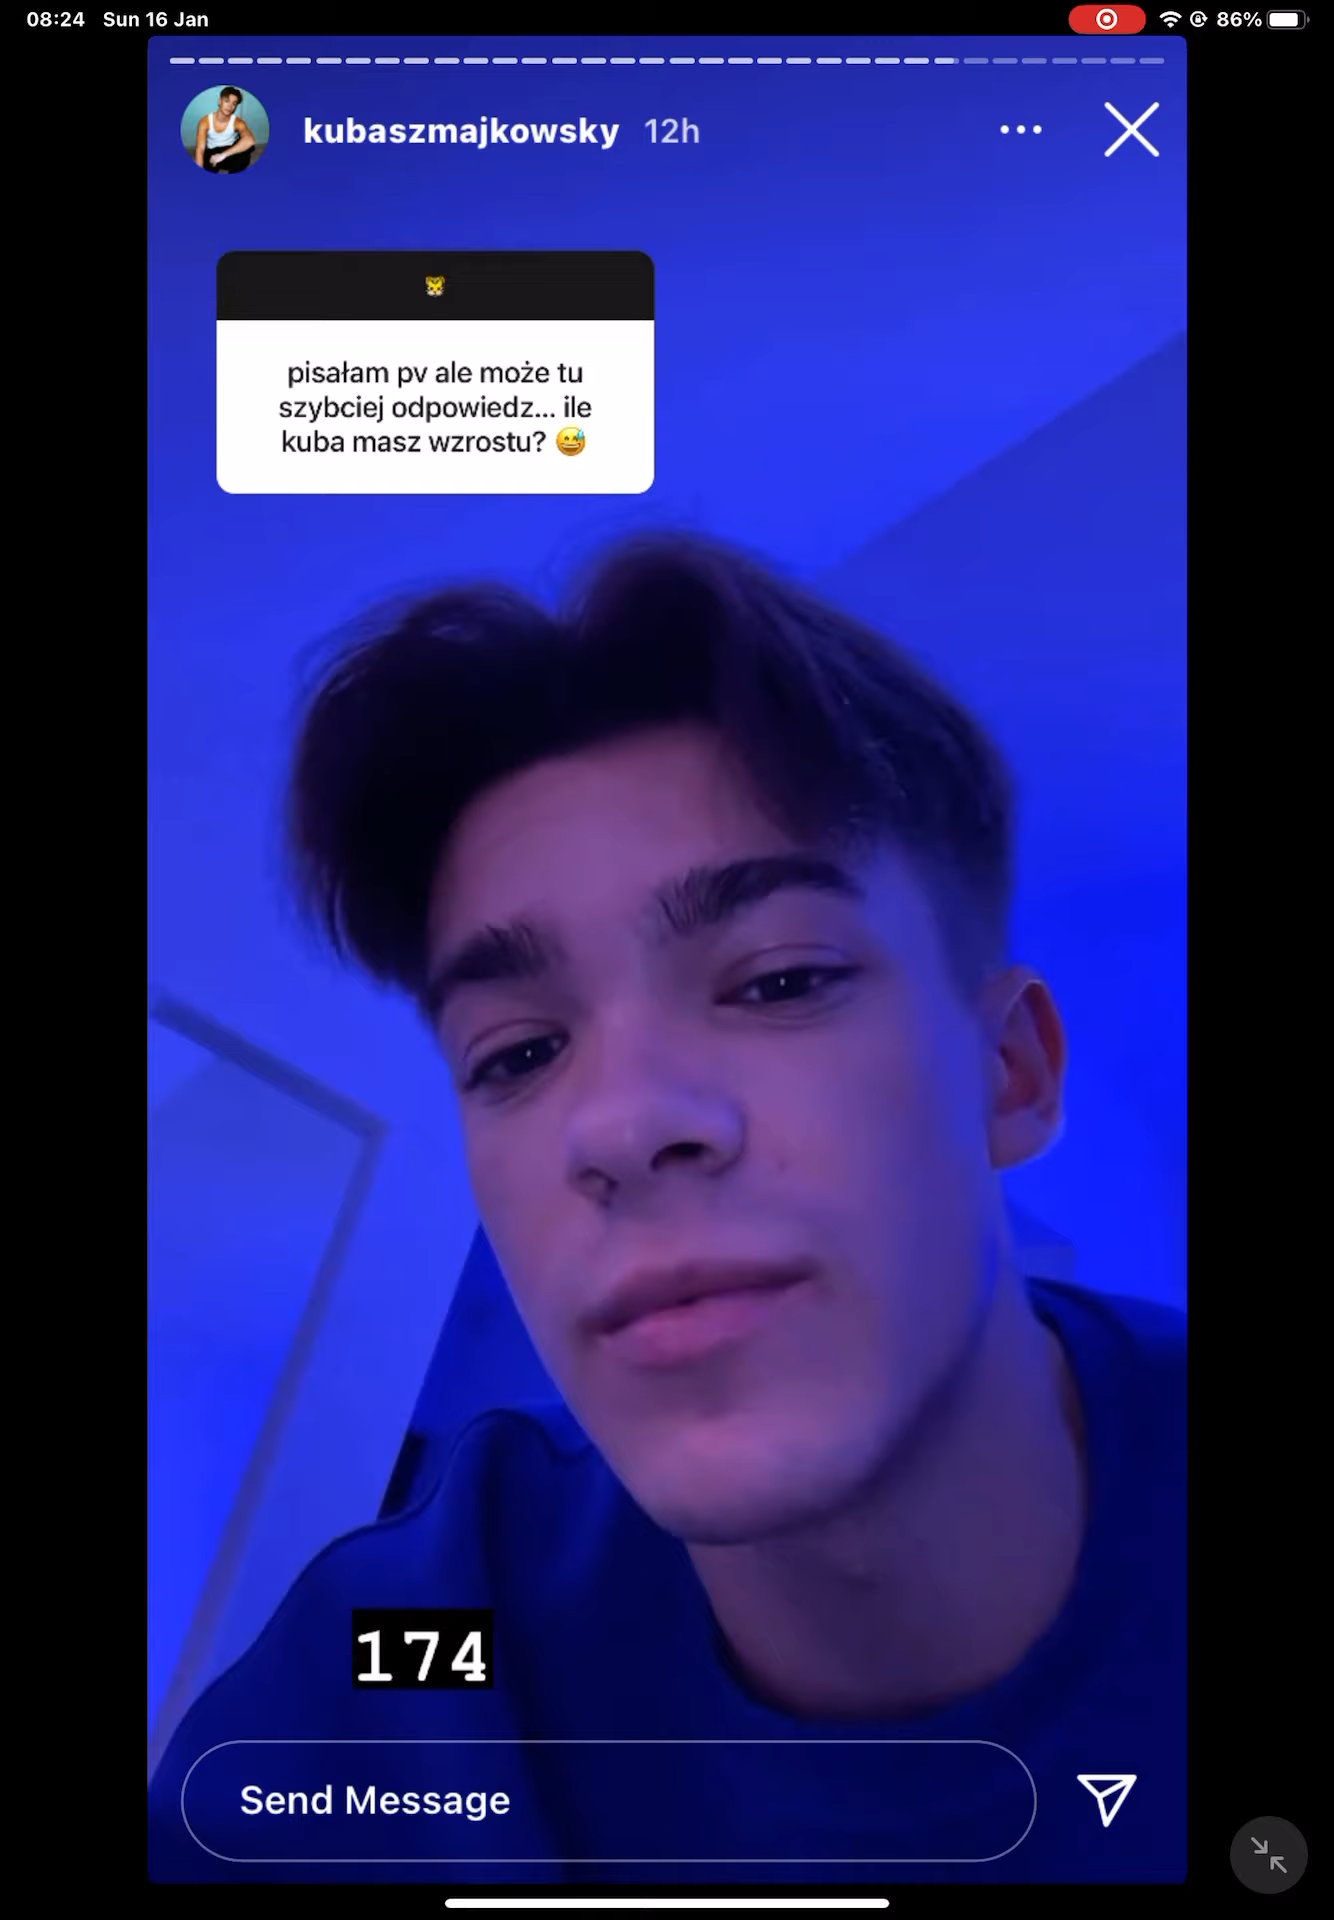 08:24 Sun 16 Jan 86%
kubaszmajkowsky 12h
pisałam pv ale może tu
szybciej odpowiedz... ile
kuba masz wzrostu? 😅
174
Send Message